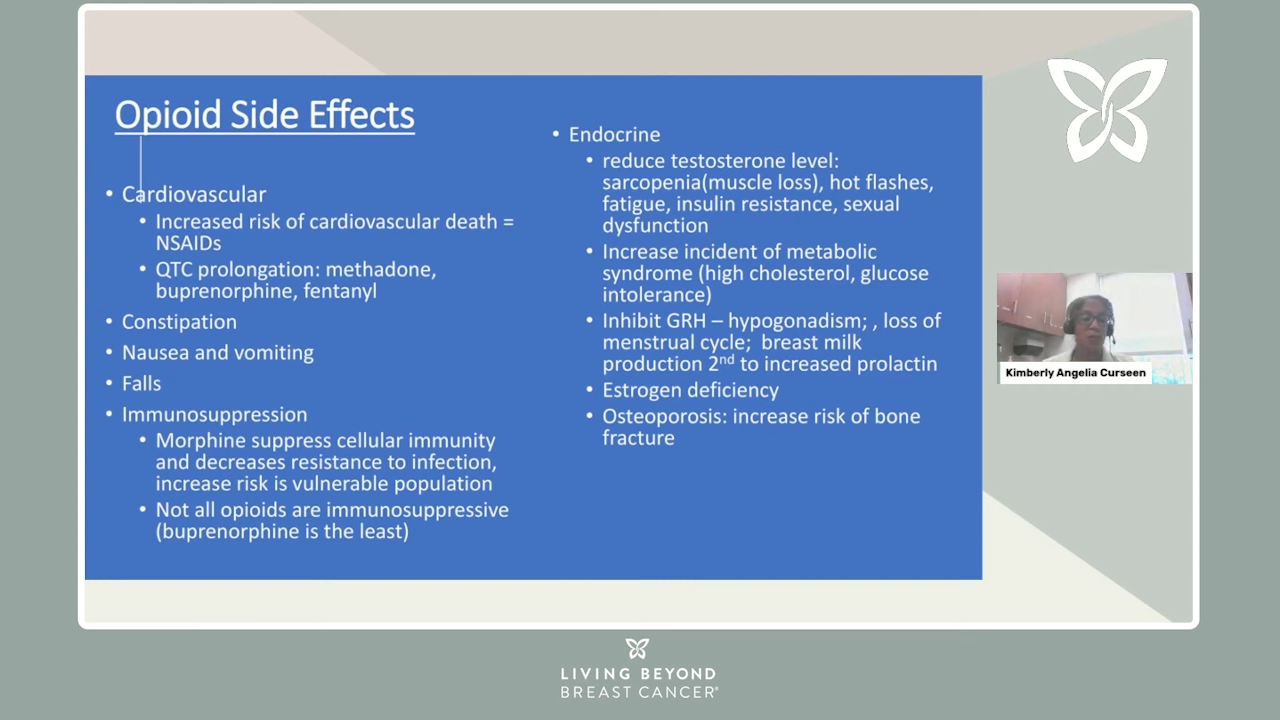 Opioid Side Effects
• Cardiovascular
• Increased risk of cardiovascular death =
NSAIDs
• QTC prolongation: methadone,
buprenorphine, fentanyl
• Constipation
• Nausea and vomiting
• Falls
• Immunosuppression
• Morphine suppress cellular immunity
and decreases resistance to infection,
increase risk is vulnerable population
• Not all opioids are immunosuppressive
(buprenorphine is the least)
• Endocrine
• reduce testosterone level:
sarcopenia(muscle loss), hot flashes,
fatigue, insulin resistance, sexual
dysfunction
• Increase incident of metabolic
syndrome (high cholesterol, glucose
intolerance)
• Inhibit GRH – hypogonadism; , loss of
menstrual cycle;  breast milk
production 2nd to increased prolactin
• Estrogen deficiency
• Osteoporosis: increase risk of bone
fracture
Kimberly Angelia Curseen
LIVING BEYOND
BREAST CANCER®